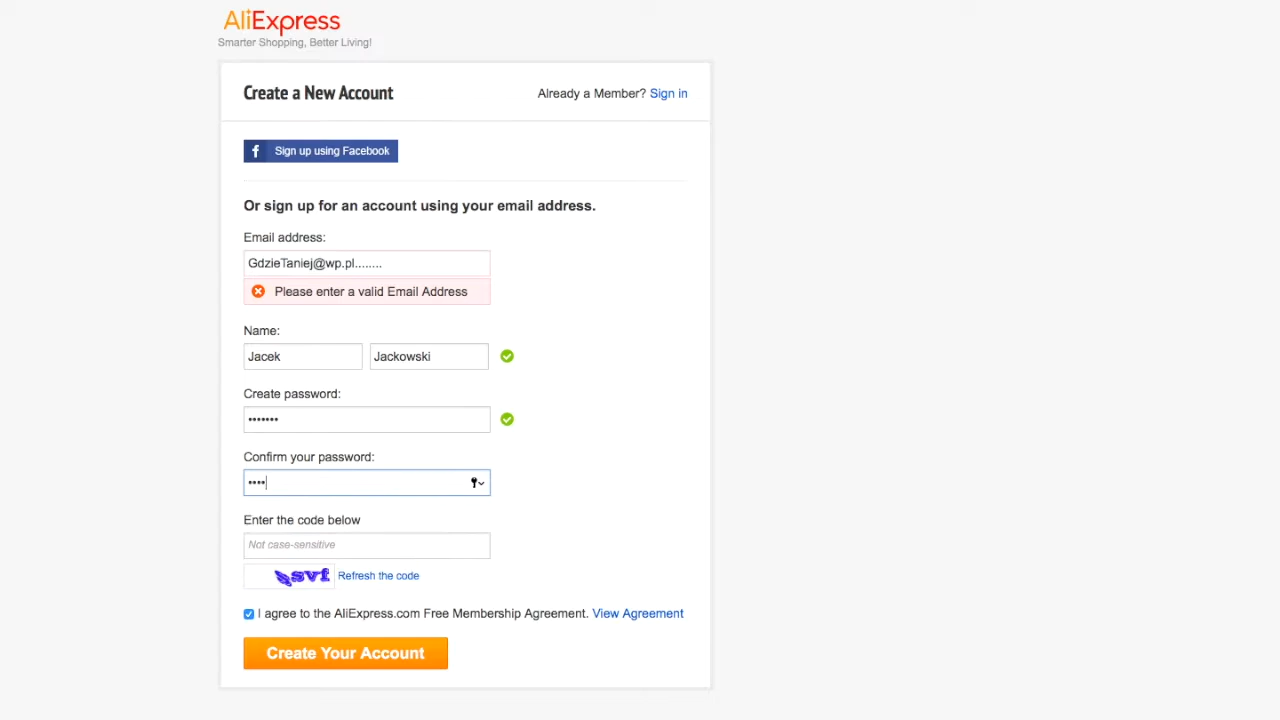 AliExpress
Smarter Shopping, Better Living!
Create a New Account
Already a Member? Sign in
f Sign up using Facebook
Or sign up for an account using your email address.
Email address:
GdzieTaniej@wp.pl........
Please enter a valid Email Address
Name:
Jacek Jackowski
Create password:
•••••••
Confirm your password:
••••
Enter the code below
Not case-sensitive
Refresh the code
I agree to the AliExpress.com Free Membership Agreement. View Agreement
Create Your Account